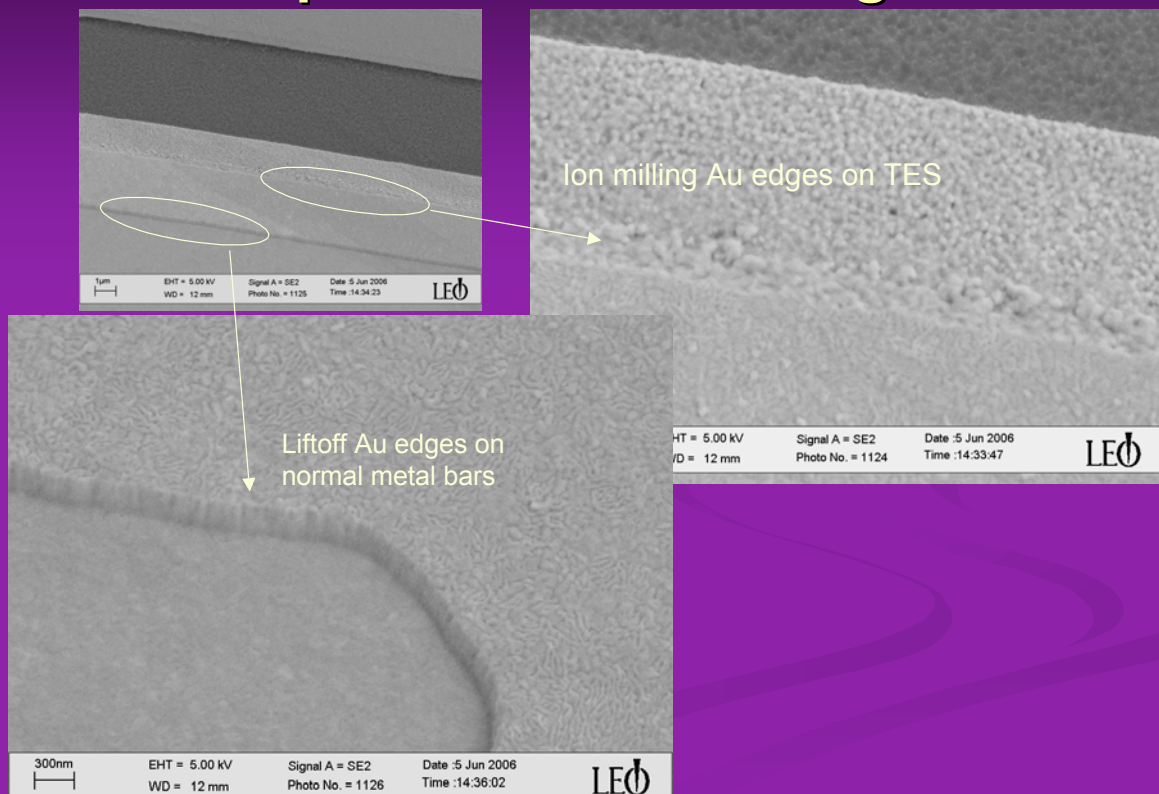 Ion milling Au edges on TES
1µm
EHT = 5.00 kV
Signal A = SE2
Date :5 Jun 2006
WD = 12 mm
Photo No. = 1125
Time :14:34:23
LEO
Liftoff Au edges on
normal metal bars
HT = 5.00 kV
Signal A = SE2
Date :5 Jun 2006
/D = 12 mm
Photo No. = 1124
Time :14:33:47
LEO
300nm
EHT = 5.00 kV
Signal A = SE2
Date :5 Jun 2006
WD = 12 mm
Photo No. = 1126
Time :14:36:02
LEO